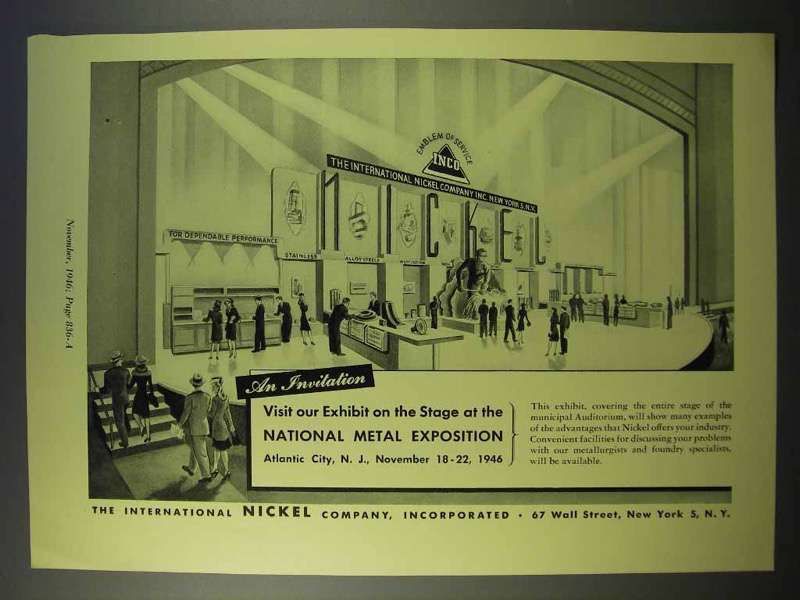 November, 1946; Page 836-A
EMBLEM OF SERVICE
INCO
THE INTERNATIONAL NICKEL COMPANY INC. NEW YORK 5, N.Y.
NICKEL
FOR DEPENDABLE PERFORMANCE
STAINLESS
ALLOY STEELS
An Invitation
Visit our Exhibit on the Stage at the
NATIONAL METAL EXPOSITION
Atlantic City, N. J., November 18-22, 1946
This exhibit, covering the entire stage of the
municipal Auditorium, will show many examples
of the advantages that Nickel offers your industry.
Convenient facilities for discussing your problems
with our metallurgists and foundry specialists,
will be available.
THE INTERNATIONAL NICKEL COMPANY, INCORPORATED • 67 Wall Street, New York 5, N. Y.